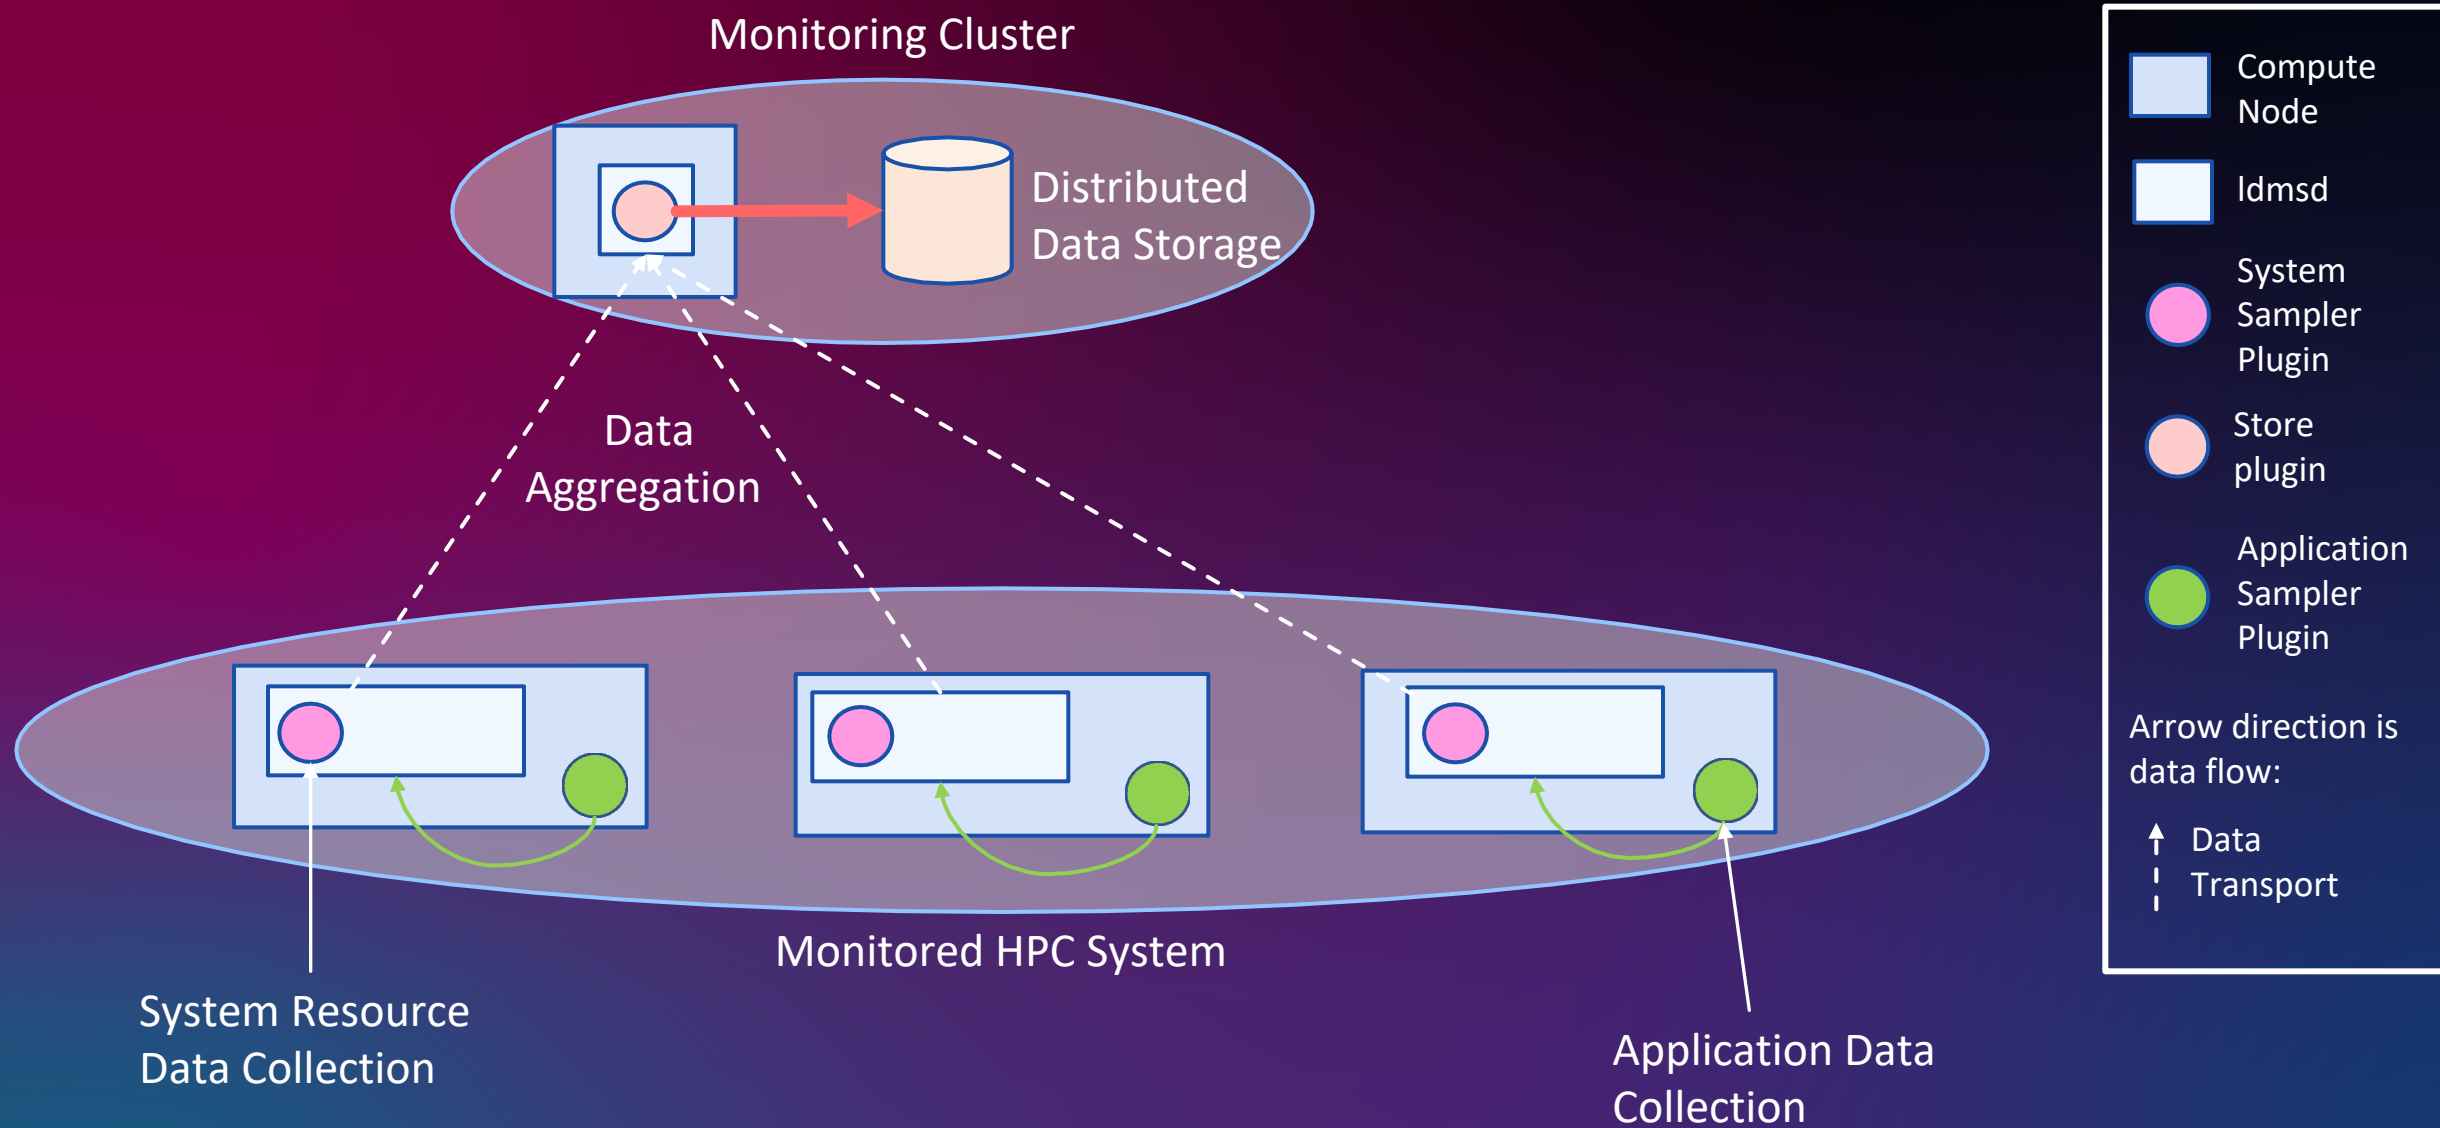 Monitoring Cluster
Distributed
Data Storage
Data
Aggregation
Monitored HPC System
System Resource
Data Collection
Application Data
Collection
Compute
Node
ldmsd
System
Sampler
Plugin
Store
plugin
Application
Sampler
Plugin
Arrow direction is
data flow:
Data
Transport